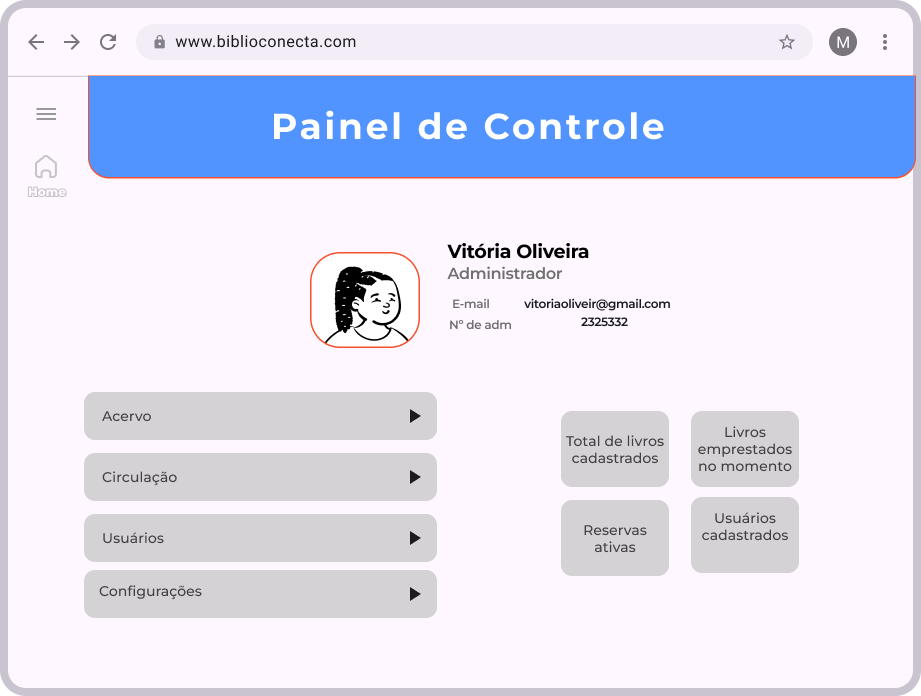 www.biblioconecta.com
M
Painel de Controle
Home
Vitória Oliveira
Administrador
E-mail vitoriaoliveir@gmail.com
Nº de adm 2325332
Acervo
Circulação
Usuários
Configurações
Total de livros
cadastrados
Livros
emprestados
no momento
Reservas
ativas
Usuários
cadastrados